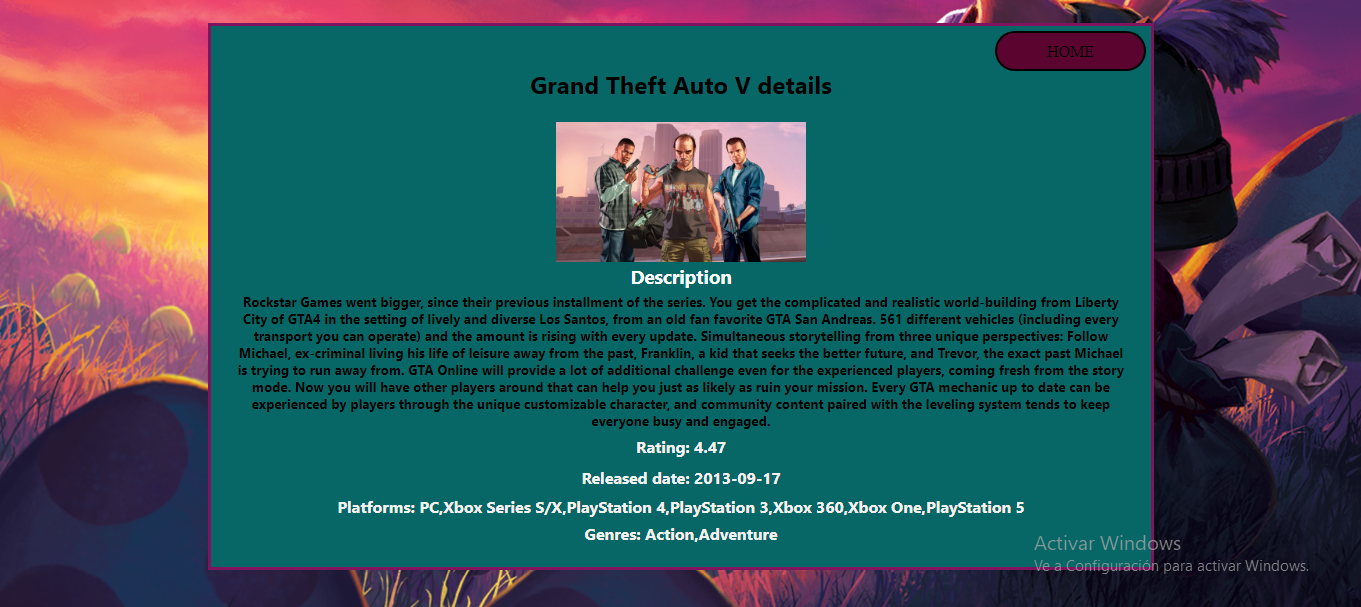 HOME
Grand Theft Auto V details
Description
Rockstar Games went bigger, since their previous installment of the series. You get the complicated and realistic world-building from Liberty
City of GTA4 in the setting of lively and diverse Los Santos, from an old fan favorite GTA San Andreas. 561 different vehicles (including every
transport you can operate) and the amount is rising with every update. Simultaneous storytelling from three unique perspectives: Follow
Michael, ex-criminal living his life of leisure away from the past, Franklin, a kid that seeks the better future, and Trevor, the exact past Michael
is trying to run away from. GTA Online will provide a lot of additional challenge even for the experienced players, coming fresh from the story
mode. Now you will have other players around that can help you just as likely as ruin your mission. Every GTA mechanic up to date can be
experienced by players through the unique customizable character, and community content paired with the leveling system tends to keep
everyone busy and engaged.
Rating: 4.47
Released date: 2013-09-17
Platforms: PC,Xbox Series S/X,PlayStation 4,PlayStation 3,Xbox 360,Xbox One,PlayStation 5
Genres: Action,Adventure
Activar Windows
Ve a Configuración para activar Windows.